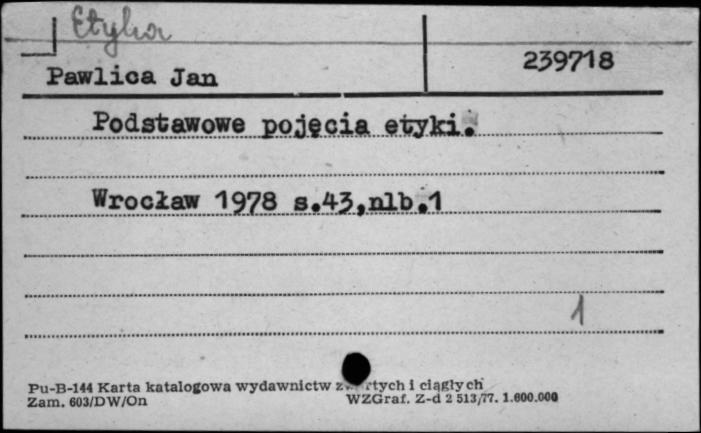 Etyka
239718
Pawlica Jan
Podstawowe pojęcia etyki.
Wrocław 1978 s.43,nlb.1
1
Pu-B-144 Karta katalogowa wydawnictw i ciągłych
Zam. 603/DW/On WZGraf. Z-d 2 513/77. 1.600.000